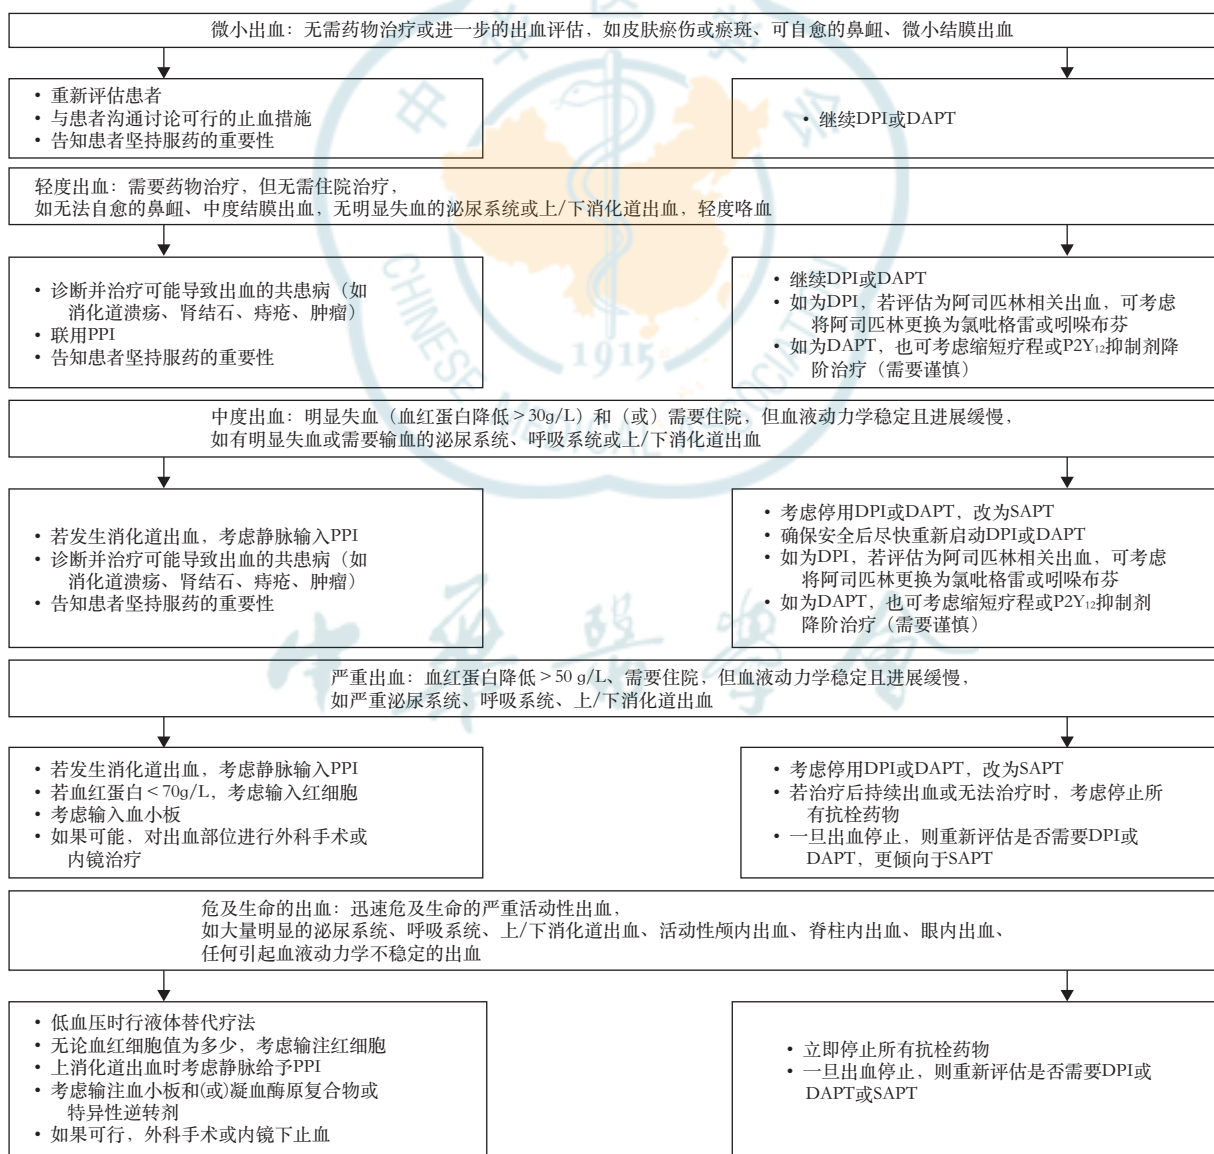 微小出血：无需药物治疗或进一步的出血评估，如皮肤瘀伤或瘀斑、可自愈的鼻衄、微小结膜出血
• 重新评估患者
• 与患者沟通讨论可行的止血措施
• 告知患者坚持服药的重要性
• 继续DPI或DAPT
轻度出血：需要药物治疗，但无需住院治疗，
如无法自愈的鼻衄、中度结膜出血，无明显失血的泌尿系统或上/下消化道出血，轻度咯血
• 诊断并治疗可能导致出血的共患病（如
消化道溃疡、肾结石、痔疮、肿瘤）
• 联用PPI
• 告知患者坚持服药的重要性
• 继续DPI或DAPT
• 如为DPI，若评估为阿司匹林相关出血，可考虑
将阿司匹林更换为氯吡格雷或吲哚布芬
• 如为DAPT，也可考虑缩短疗程或P2Y₁₂抑制剂降
阶治疗（需要谨慎）
中度出血：明显失血（血红蛋白降低>30g/L）和（或）需要住院，但血液动力学稳定且进展缓慢，
如有明显失血或需要输血的泌尿系统、呼吸系统或上/下消化道出血
• 若发生消化道出血，考虑静脉输入PPI
• 诊断并治疗可能导致出血的共患病（如
消化道溃疡、肾结石、痔疮、肿瘤）
• 告知患者坚持服药的重要性
• 考虑停用DPI或DAPT，改为SAPT
• 确保安全后尽快重新启动DPI或DAPT
• 如为DPI，若评估为阿司匹林相关出血，可考虑
将阿司匹林更换为氯吡格雷或吲哚布芬
• 如为DAPT，也可考虑缩短疗程或P2Y₁₂抑制剂
降阶治疗（需要谨慎）
严重出血：血红蛋白降低>50 g/L、需要住院，但血液动力学稳定且进展缓慢，
如严重泌尿系统、呼吸系统、上/下消化道出血
• 若发生消化道出血，考虑静脉输入PPI
• 若血红蛋白<70g/L，考虑输入红细胞
• 考虑输入血小板
• 如果可能，对出血部位进行外科手术或
内镜治疗
• 考虑停用DPI或DAPT，改为SAPT
• 若治疗后持续出血或无法治疗时，考虑停止所
有抗栓药物
• 一旦出血停止，则重新评估是否需要DPI或
DAPT，更倾向于SAPT
危及生命的出血：迅速危及生命的严重活动性出血，
如大量明显的泌尿系统、呼吸系统、上/下消化道出血、活动性颅内出血、脊柱内出血、眼内出血、
任何引起血液动力学不稳定的出血
• 低血压时行液体替代疗法
• 无论血红细胞值为多少，考虑输注红细胞
• 上消化道出血时考虑静脉给予PPI
• 考虑输注血小板和(或)凝血酶原复合物或
特异性逆转剂
• 如果可行，外科手术或内镜下止血
• 立即停止所有抗栓药物
• 一旦出血停止，则重新评估是否需要DPI或
DAPT或SAPT
CHINESE MEDICAL ASSOCIATION
1915
中華醫學會